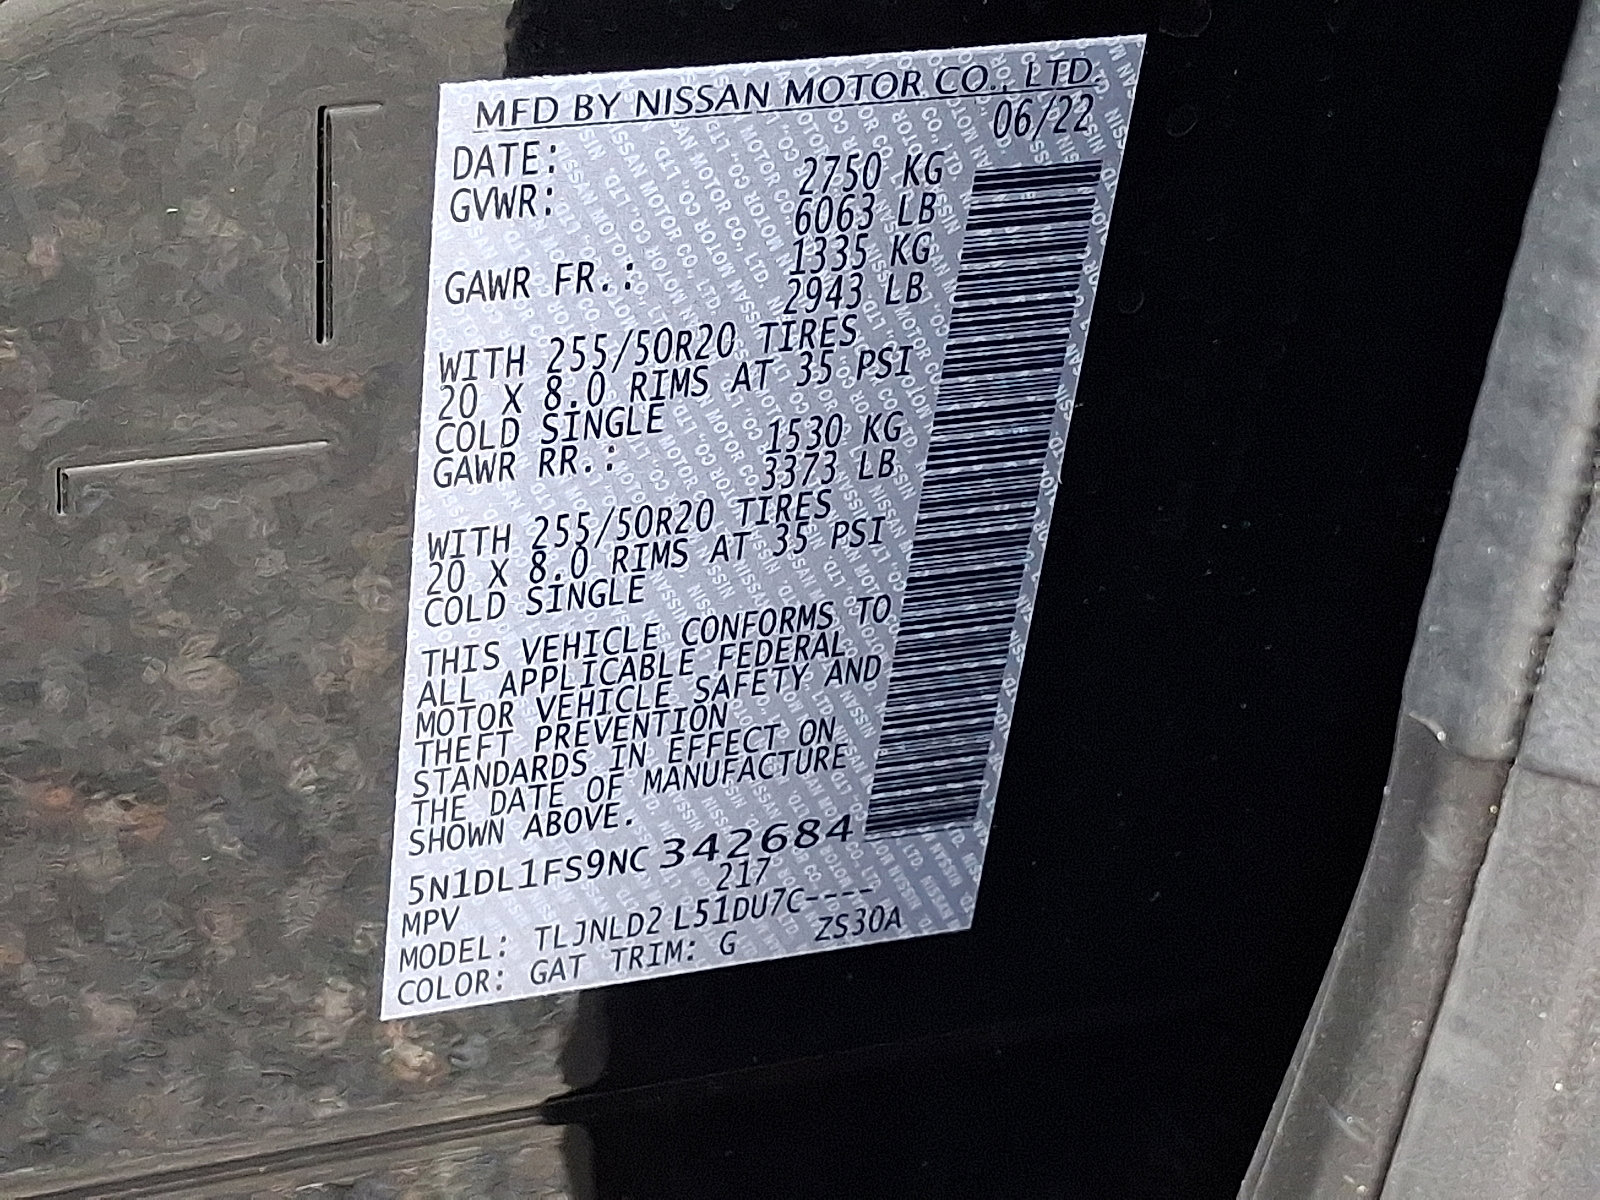 MFD BY NISSAN MOTOR CO., LTD.
DATE: 06/22
GVWR: 2750 KG
6063 LB
GAWR FR.: 1335 KG
2943 LB
WITH 255/50R20 TIRES
20 X 8.0 RIMS AT 35 PSI
COLD SINGLE
GAWR RR.: 1530 KG
3373 LB
WITH 255/50R20 TIRES
20 X 8.0 RIMS AT 35 PSI
COLD SINGLE
THIS VEHICLE CONFORMS TO
ALL APPLICABLE FEDERAL
MOTOR VEHICLE SAFETY AND
THEFT PREVENTION
STANDARDS IN EFFECT ON
THE DATE OF MANUFACTURE
SHOWN ABOVE.
5N1DL1FS9NC 342684
MPV 217
MODEL: TLJNLD2 L51DU7C----
COLOR: GAT TRIM: G ZS30A